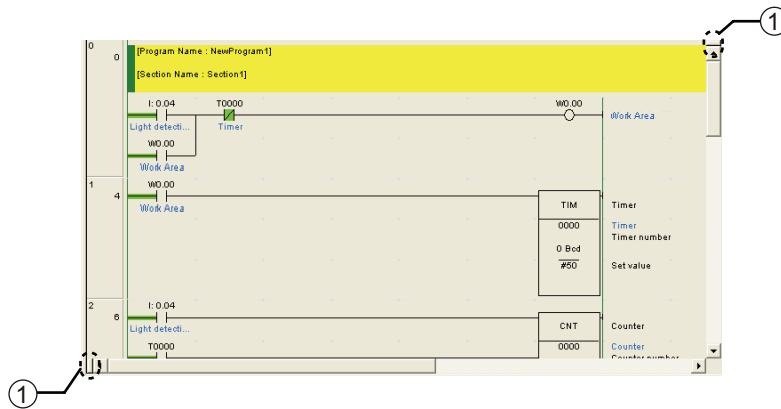 1
0
0
[Program Name : NewProgram1]
[Section Name : Section1]
I: 0.04
T0000
W0.00
Light detecti...
Timer
Work Area
W0.00
Work Area
1
4
W0.00
Work Area
TIM
Timer
0000
Timer
Timer number
0 Bcd
#50
Set value
2
6
I: 0.04
Light detecti...
CNT
Counter
T0000
0000
Counter
Counter number
1